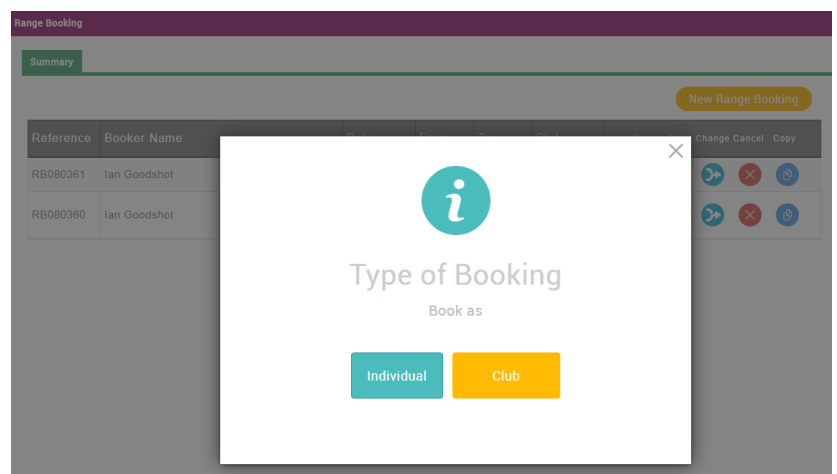 Range Booking
Summary
New Range Booking
Reference Booker Name Change Cancel Copy
RB080361 Ian Goodshot
RB080360 Ian Goodshot
Type of Booking
Book as
Individual Club